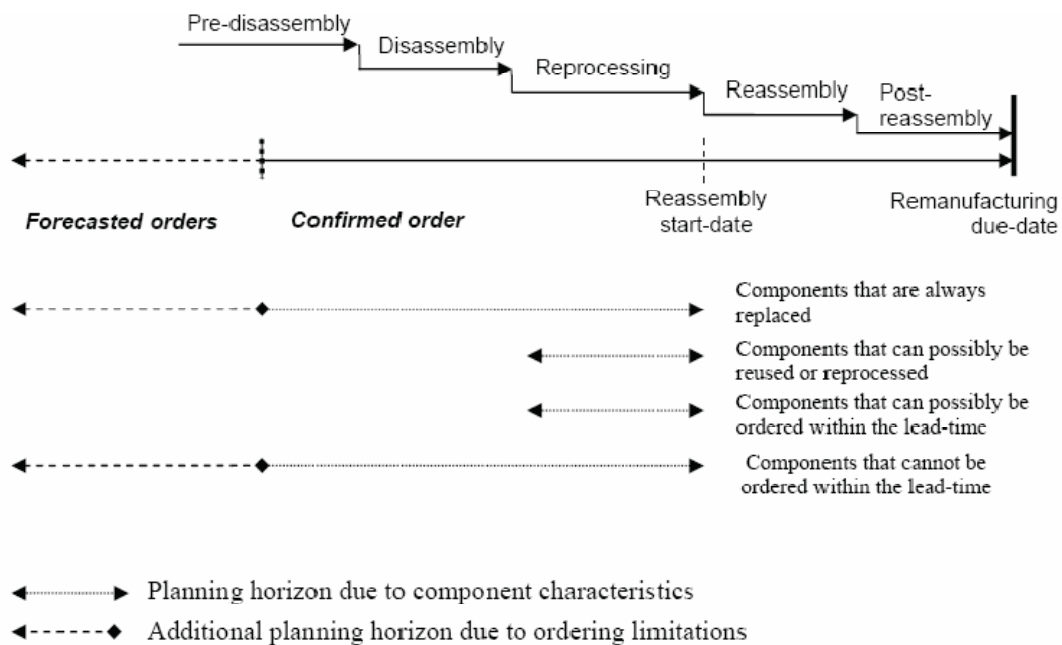 Pre-disassembly
Disassembly
Reprocessing
Reassembly
Post-
reassembly
Forecasted orders
Confirmed order
Reassembly
start-date
Remanufacturing
due-date
Components that are always
replaced
Components that can possibly be
reused or reprocessed
Components that can possibly be
ordered within the lead-time
Components that cannot be
ordered within the lead-time
Planning horizon due to component characteristics
Additional planning horizon due to ordering limitations